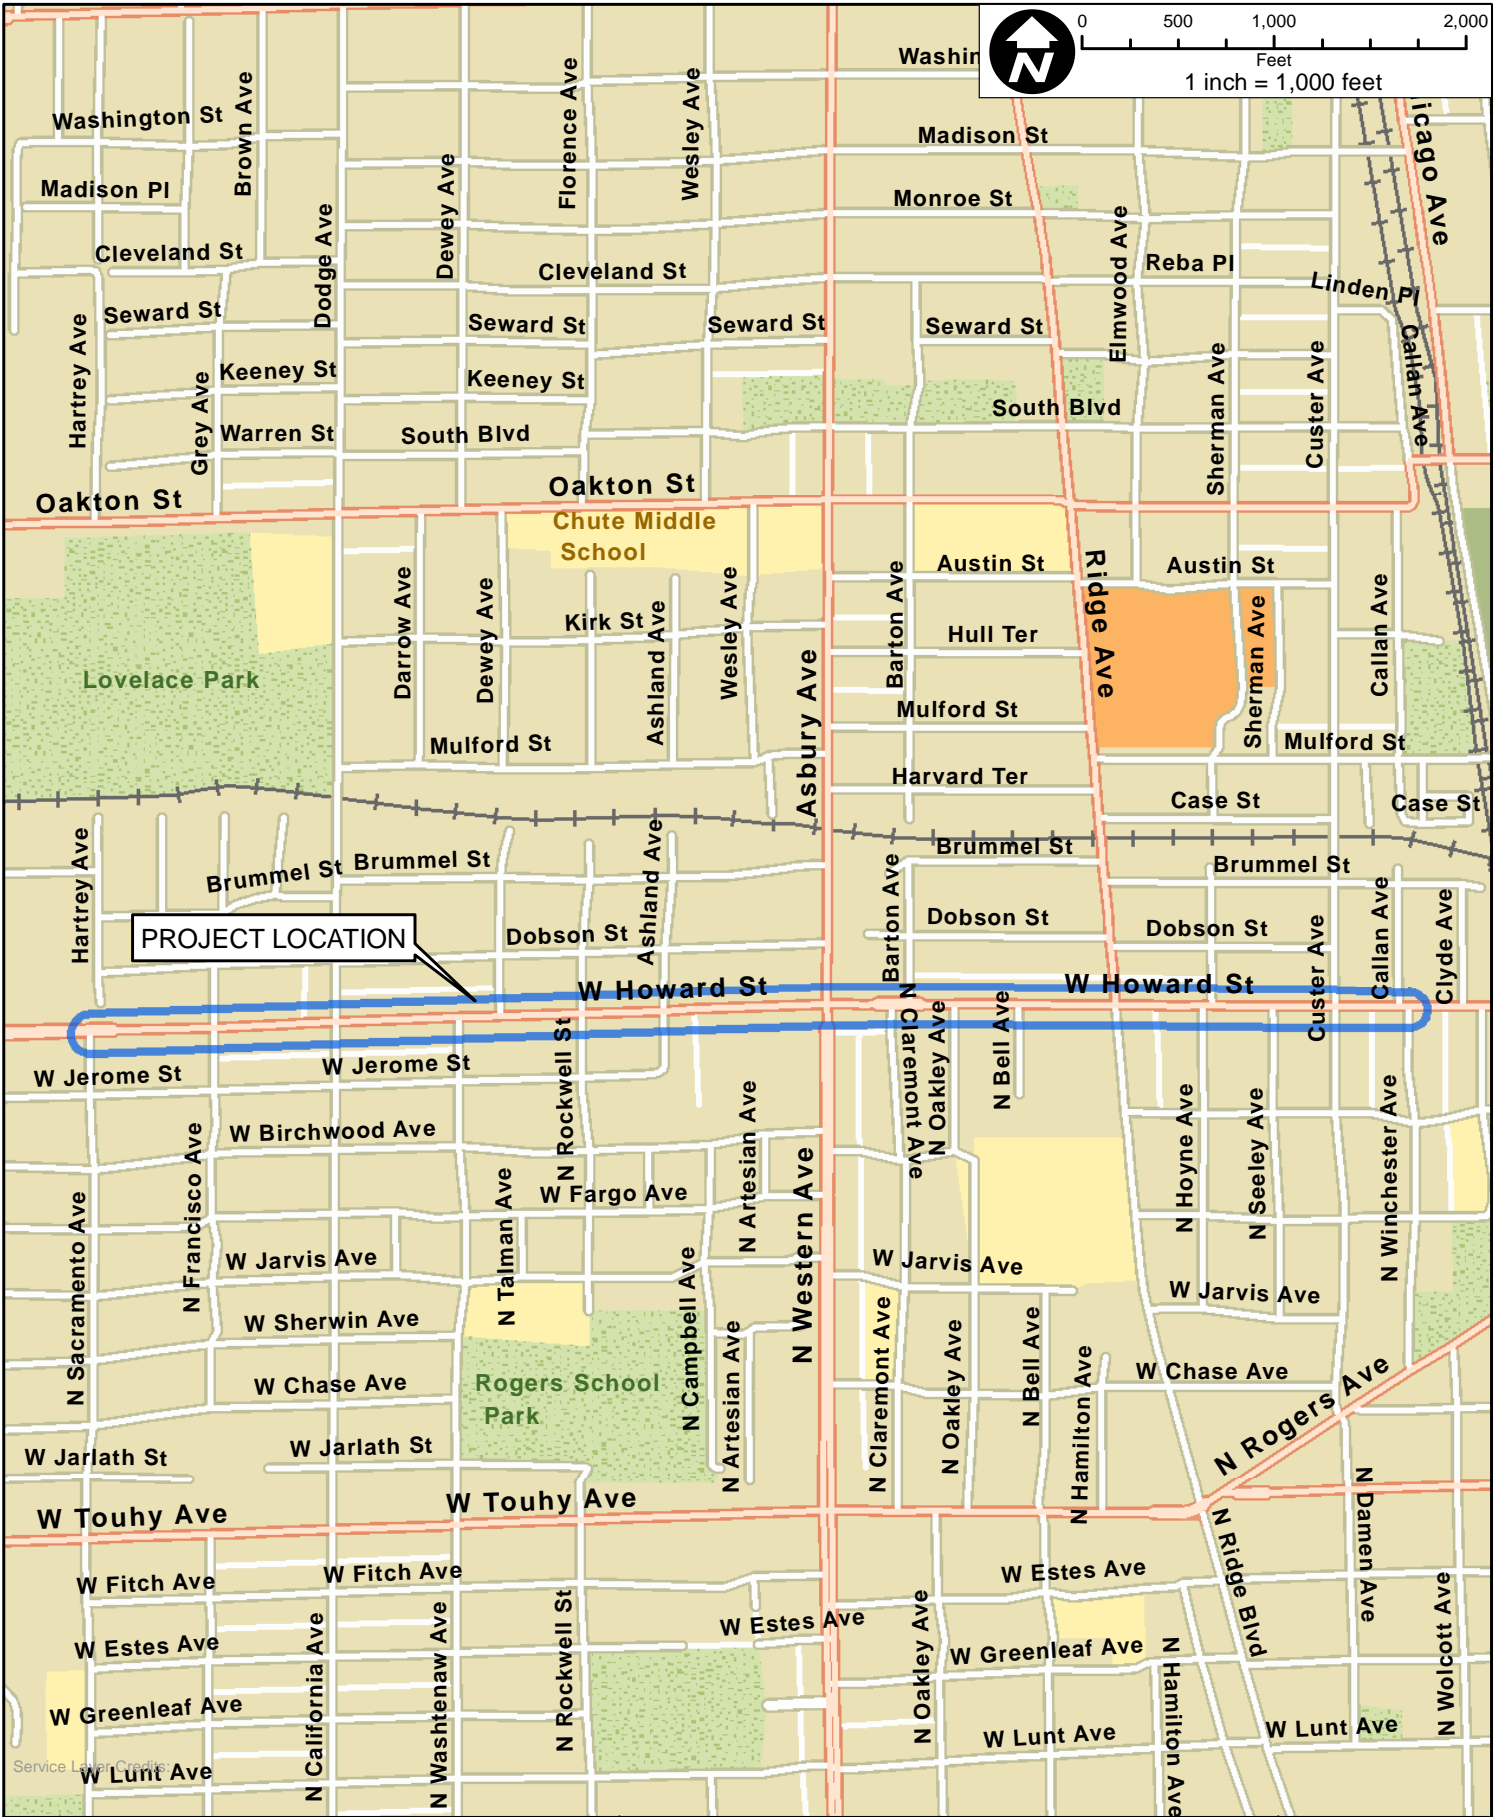 0 500 1,000 2,000
Feet
1 inch = 1,000 feet
N
Washin
Washington St
Brown Ave
Florence Ave
Wesley Ave
Madison St
icago Ave
Madison Pl
Dewey Ave
Monroe St
Cleveland St
Dodge Ave
Cleveland St
Elmwood Ave
Reba Pl
Linden Pl
Hartrey Ave
Seward St
Seward St
Seward St
Seward St
Callan Ave
Grey Ave
Keeney St
Keeney St
Sherman Ave
Custer Ave
Warren St
South Blvd
South Blvd
Oakton St
Oakton St
Chute Middle
School
Ridge Ave
Austin St
Austin St
Darrow Ave
Dewey Ave
Kirk St
Ashland Ave
Wesley Ave
Barton Ave
Hull Ter
Sherman Ave
Callan Ave
Lovelace Park
Asbury Ave
Mulford St
Mulford St
Mulford St
Harvard Ter
Case St
Case St
Hartrey Ave
Brummel St
Brummel St
Ashland Ave
Barton Ave
Brummel St
Brummel St
PROJECT LOCATION
Dobson St
Dobson St
Dobson St
Custer Ave
Callan Ave
Clyde Ave
W Howard St
W Howard St
W Jerome St
W Jerome St
N Rockwell St
N Claremont Ave
N Oakley Ave
N Bell Ave
W Birchwood Ave
N Francisco Ave
N Artesian Ave
N Hoyne Ave
N Seeley Ave
N Winchester Ave
N Sacramento Ave
N Talman Ave
W Fargo Ave
N Western Ave
W Jarvis Ave
W Jarvis Ave
W Jarvis Ave
W Sherwin Ave
N Campbell Ave
N Artesian Ave
N Claremont Ave
N Oakley Ave
N Bell Ave
N Hamilton Ave
W Chase Ave
Rogers School
Park
W Chase Ave
N Rogers Ave
W Jarlath St
W Jarlath St
W Touhy Ave
W Touhy Ave
N Ridge Blvd
N Damen Ave
W Fitch Ave
W Fitch Ave
W Estes Ave
W Estes Ave
W Estes Ave
N California Ave
N Washtenaw Ave
N Rockwell St
N Oakley Ave
W Greenleaf Ave
N Hamilton Ave
N Wolcott Ave
W Greenleaf Ave
W Lunt Ave
W Lunt Ave
Service Layer Credits:
W Lunt Ave